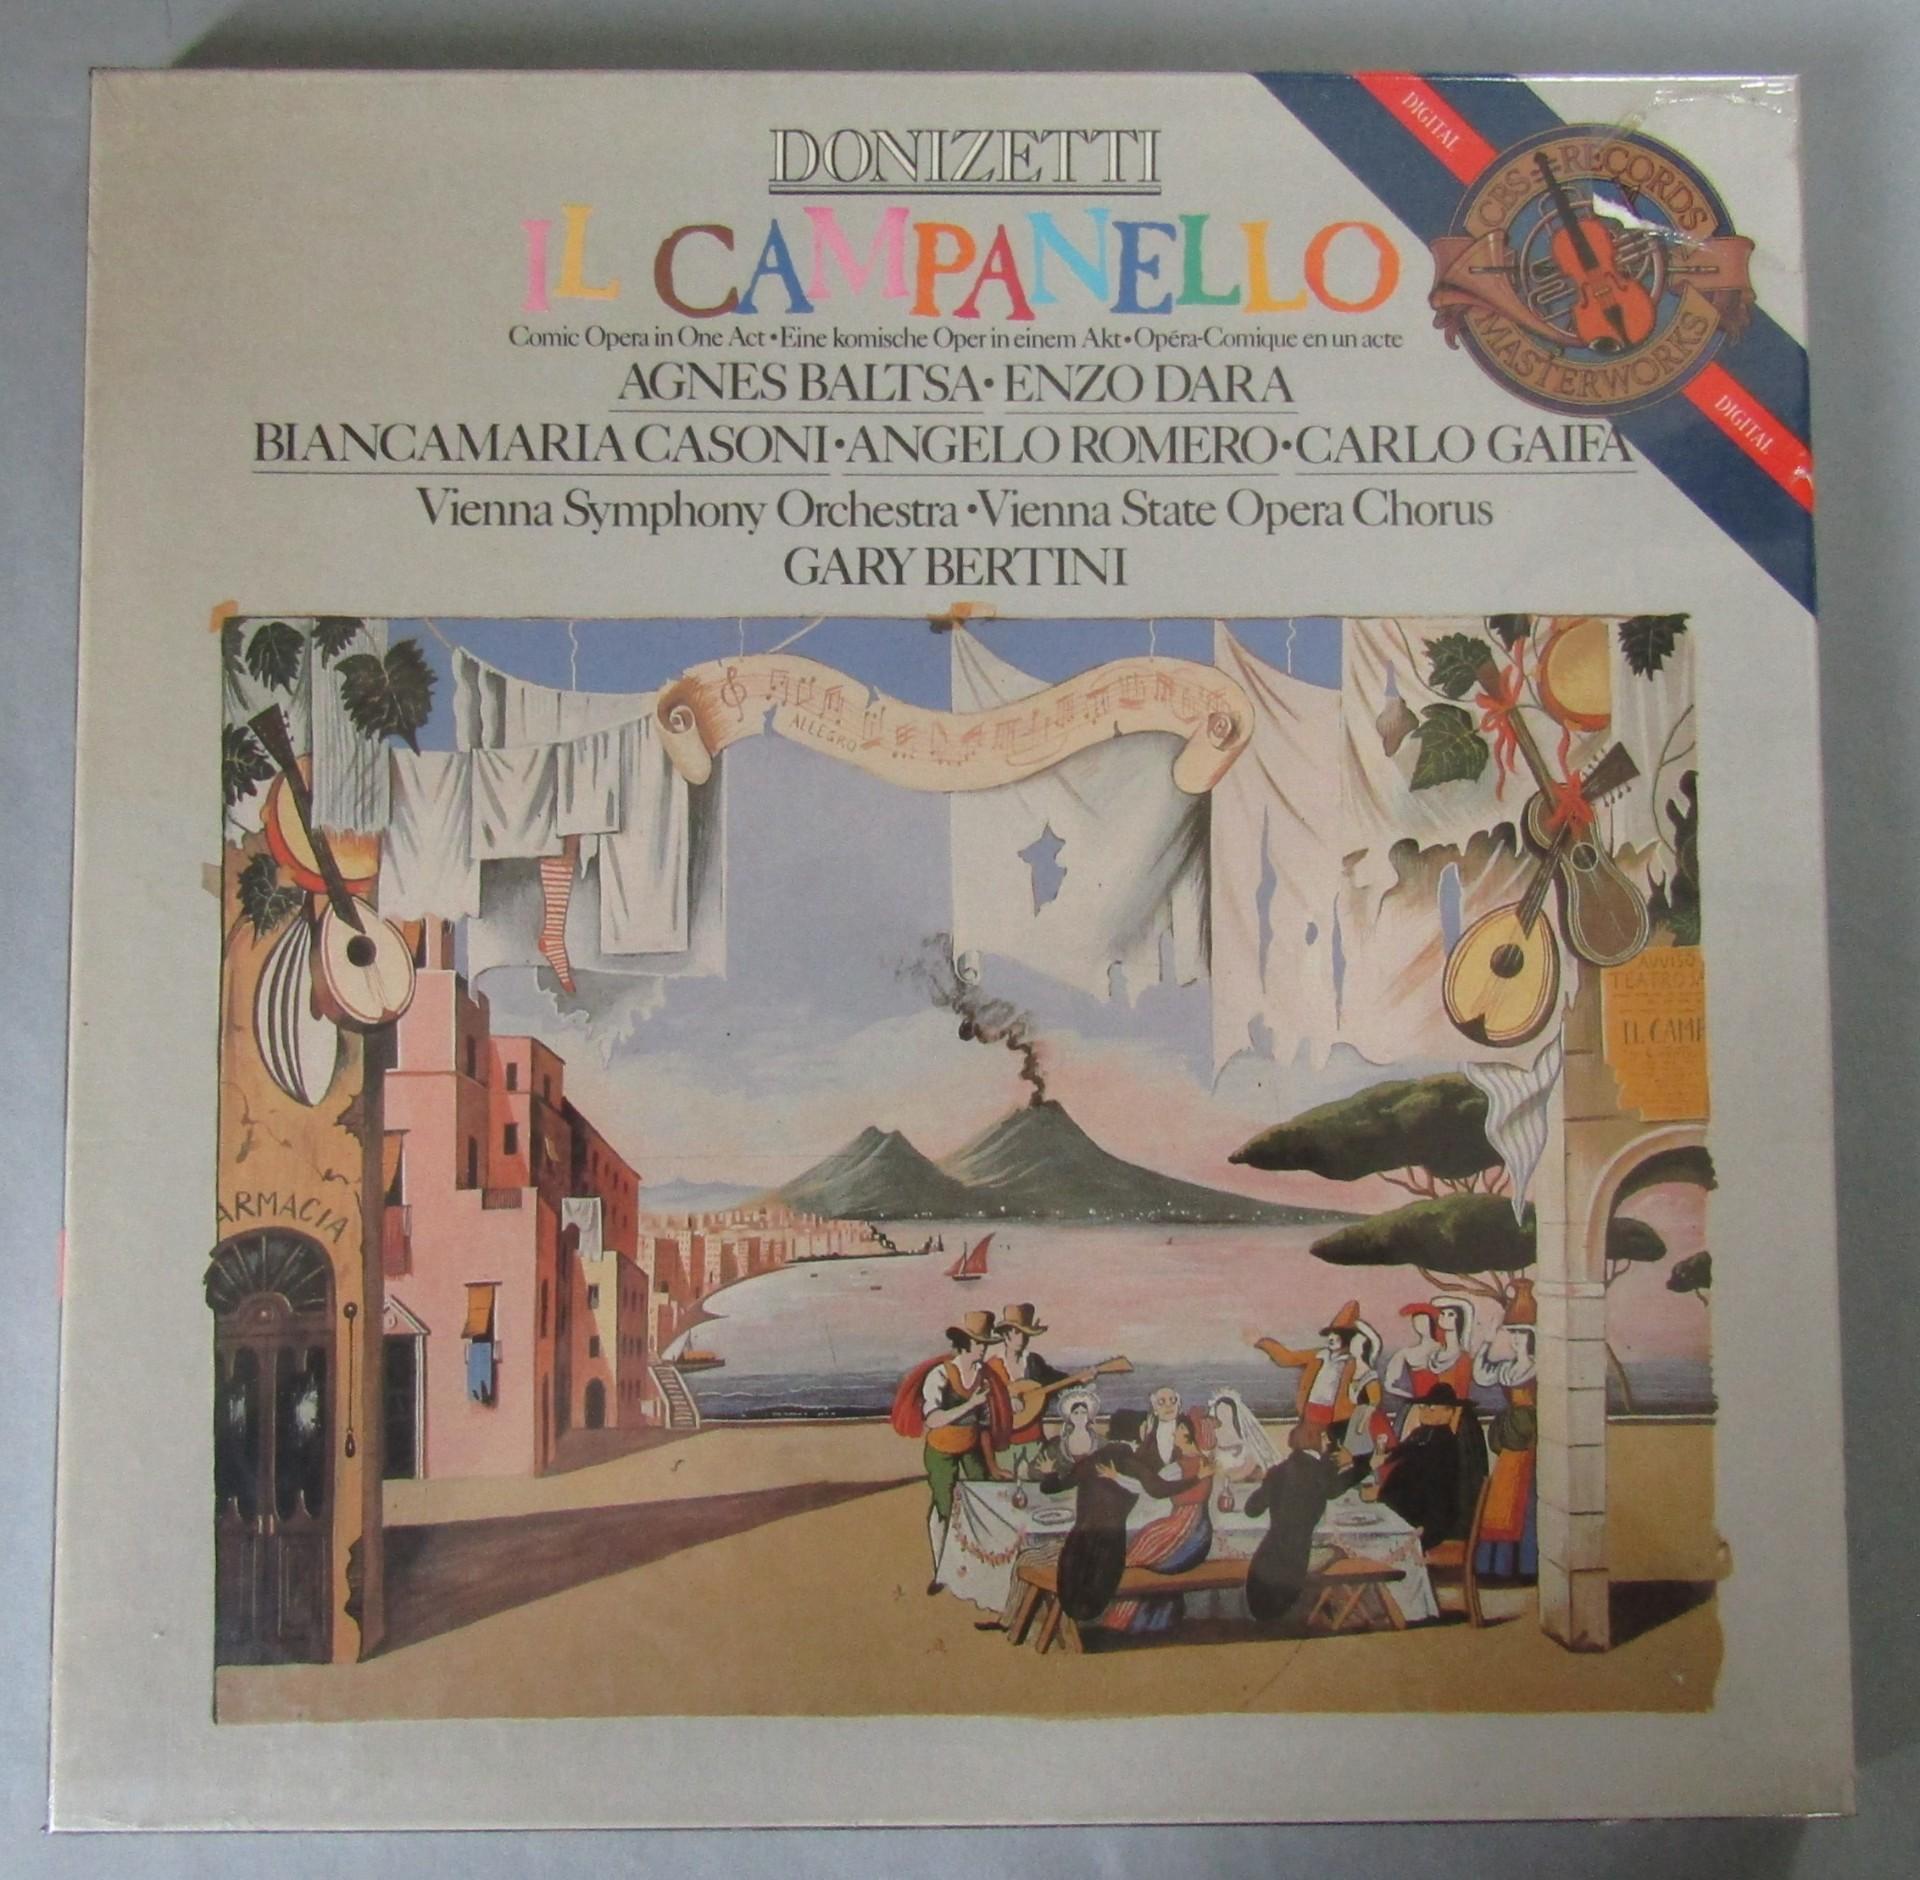 DONIZETTI
IL CAMPANELLO
Comic Opera in One Act • Eine komische Oper in einem Akt • Opéra-Comique en un acte
AGNES BALTSA • ENZO DARA
BIANCAMARIA CASONI • ANGELO ROMERO • CARLO GAIFA
Vienna Symphony Orchestra • Vienna State Opera Chorus
GARY BERTINI
DIGITAL
CBS RECORDS
MASTERWORKS
DIGITAL
ALLEGRO
AVVISO
TEATRO
IL CAMP
ARMACIA